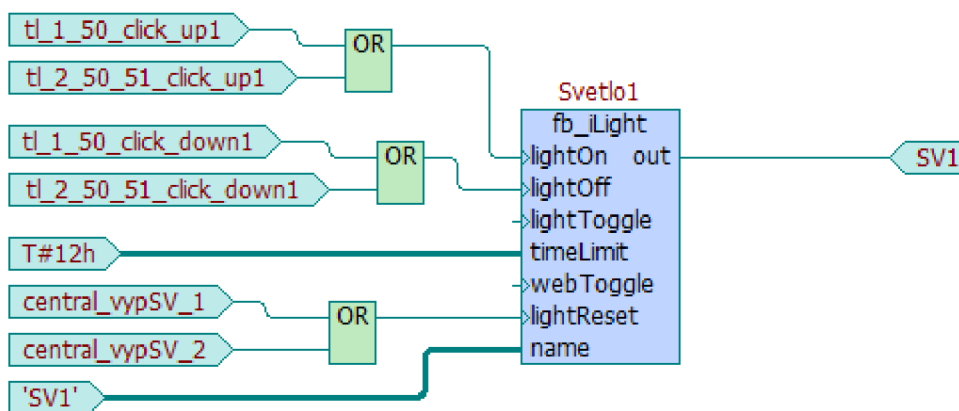 tl_1_50_click_up1
OR
tl_2_50_51_click_up1
Svetlo1
fb_iLight
tl_1_50_click_down1
OR
lightOn out
SV1
tl_2_50_51_click_down1
lightOff
lightToggle
T#12h
timeLimit
webToggle
central_vypSV_1
OR
lightReset
central_vypSV_2
name
'SV1'